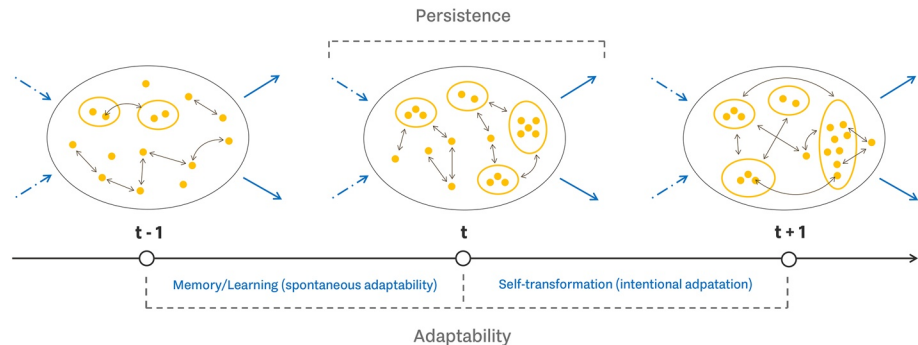 Persistence
t - 1
t
t + 1
Memory/Learning (spontaneous adaptability)
Self-transformation (intentional adpatation)
Adaptability